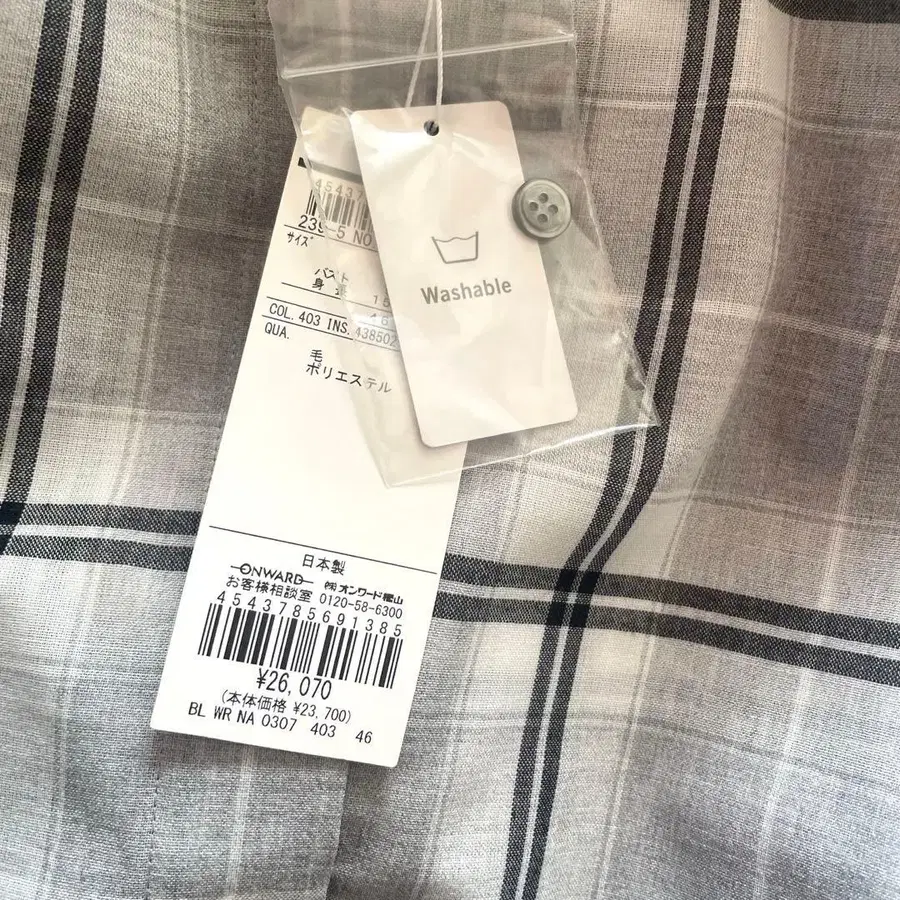 Washable
45437
239-5 NO
サイズ
バスト
身 15
COL. 403 INS. 438502
QUA.
毛
ポリエステル
日本製
ONWARD ㈱オンワード樫山
お客様相談室 0120-58-6300
4543785691385
¥26,070
(本体価格 ¥23,700)
BL WR NA 0307 403 46